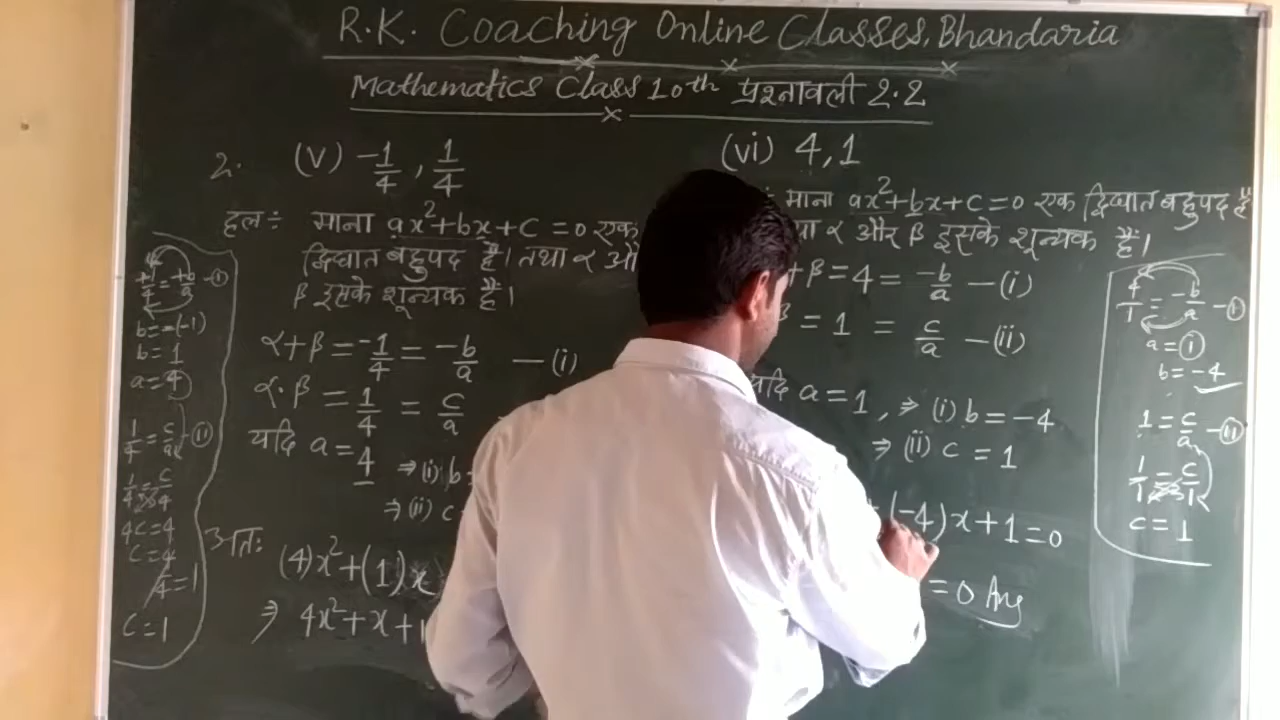 R.K. Coaching Online Classes, Bhandaria
Mathematics Class 10th प्रश्नावली 2.2
2. (v) -1/4, 1/4
हल÷ माना ax²+bx+c=0 एक
द्विघात बहुपद है। तथा α औ
β इसके शून्यक है।
α+β = -1/4 = -b/a —(i)
α.β = 1/4 = c/a
यदि a=4 ⇒(i) b=
⇒(ii) c
अतः
(4)x²+(1)x
⇒ 4x²+x+1
b=-(-1)
b=1
a=4
1/4=c/a-(ii)
1/4=c/4
4c=4
c=4/4=1
c=1
(vi) 4,1
माना ax²+bx+c=0 एक द्विघात बहुपद है
α और β इसके शून्यक हैं।
+β=4=-b/a —(i)
=1 = c/a —(ii)
यदि a=1, ⇒ (i) b=-4
⇒ (ii) c=1
(-4)x+1=0
=0 Ans
4/1=-b/a-(i)
a=1
b=-4
1=c/a-(ii)
1/1=c/1
c=1